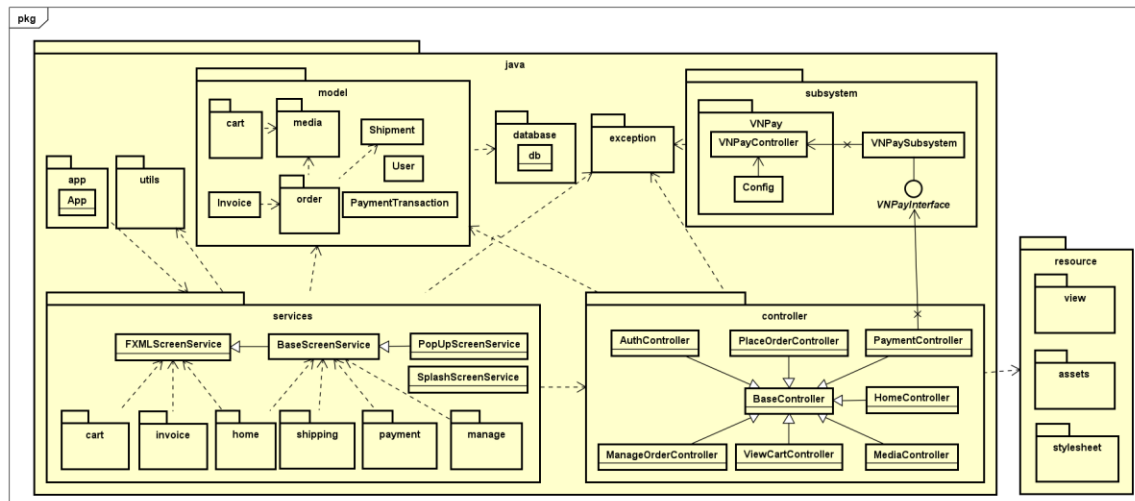 pkg
java
model
cart
media
Shipment
User
Invoice
order
PaymentTransaction
database
db
exception
subsystem
VNPay
VNPayController
Config
VNPaySubsystem
VNPayInterface
app
App
utils
services
FXMLScreenService
BaseScreenService
PopUpScreenService
SplashScreenService
cart
invoice
home
shipping
payment
manage
controller
AuthController
PlaceOrderController
PaymentController
BaseController
HomeController
ManageOrderController
ViewCartController
MediaController
resource
view
assets
stylesheet